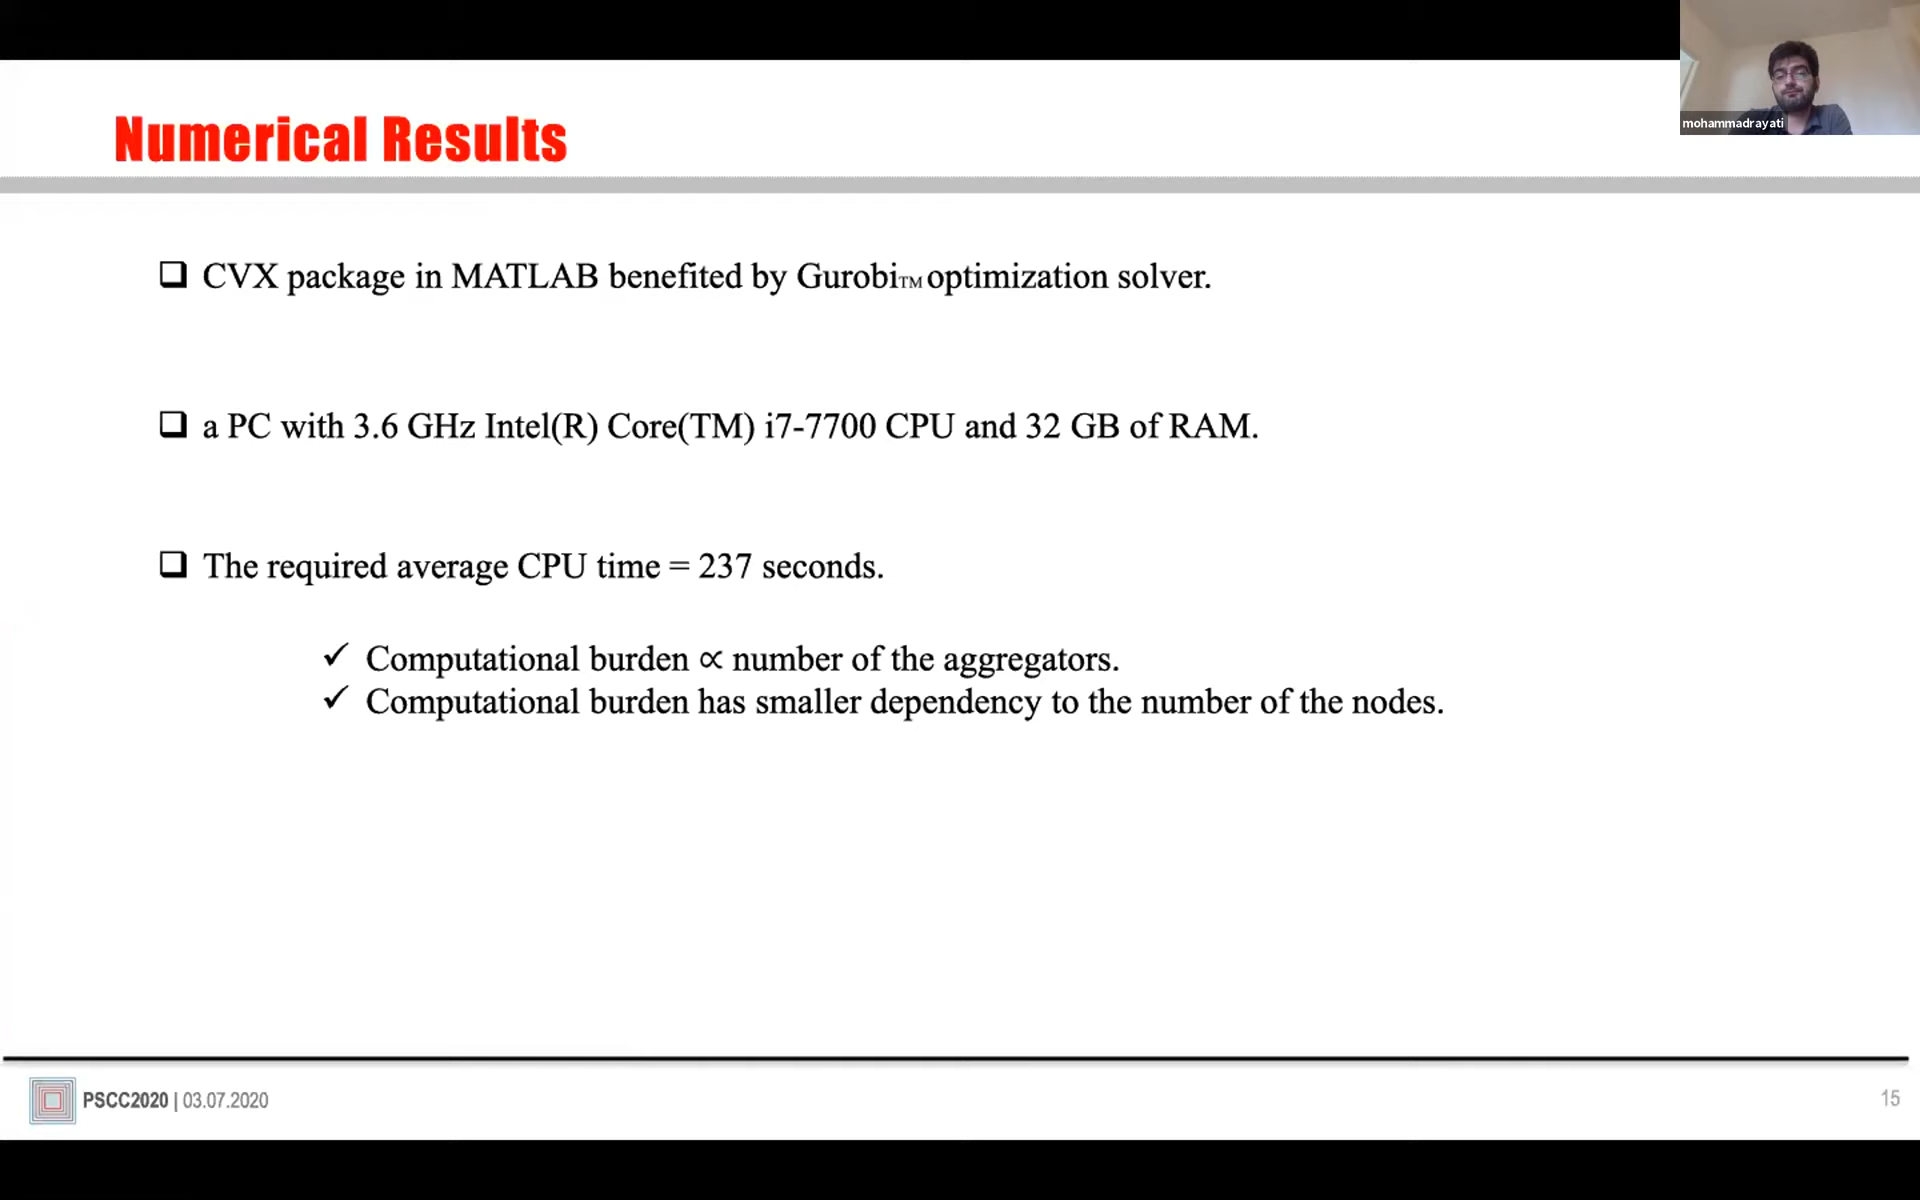 mohammadrayati
Numerical Results
CVX package in MATLAB benefited by Gurobi™ optimization solver.
a PC with 3.6 GHz Intel(R) Core(TM) i7-7700 CPU and 32 GB of RAM.
The required average CPU time = 237 seconds.
✓ Computational burden ∝ number of the aggregators.
✓ Computational burden has smaller dependency to the number of the nodes.
PSCC2020 | 03.07.2020
15